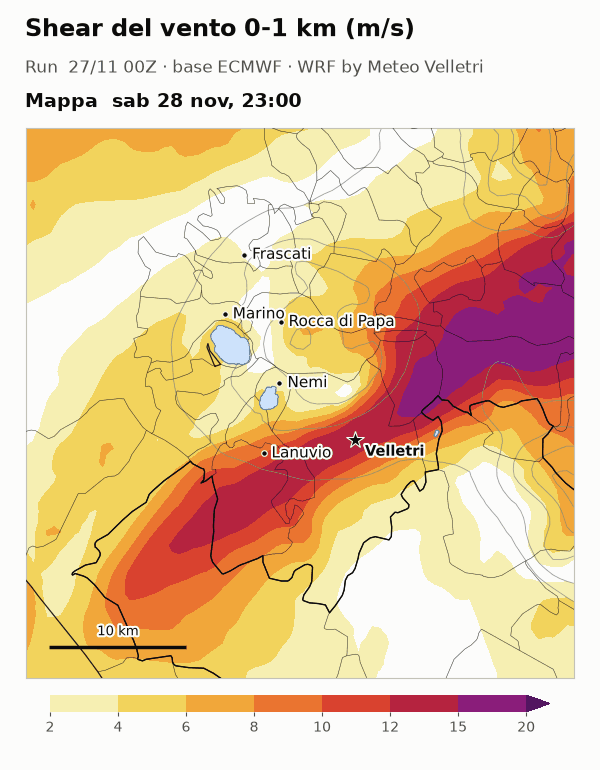 Shear del vento 0-1 km (m/s)
Run  27/11 00Z · base ECMWF · WRF by Meteo Velletri
Mappa  sab 28 nov, 23:00
Frascati
Marino
Rocca di Papa
Nemi
Velletri
Lanuvio
10 km
2 4 6 8 10 12 15 20